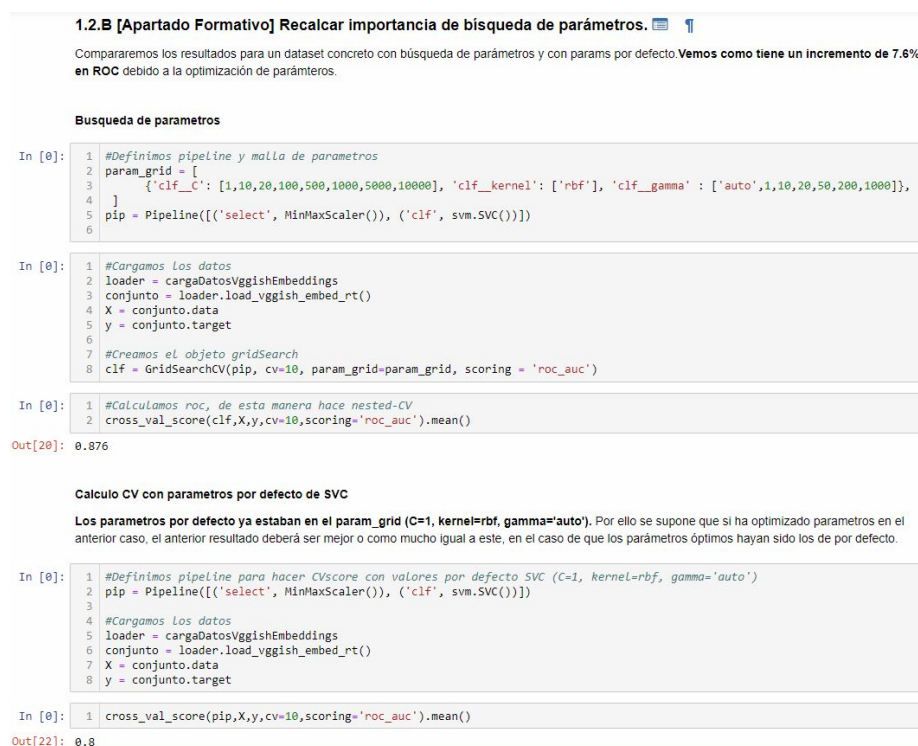 1.2.B [Apartado Formativo] Recalcar importancia de bísqueda de parámetros. ¶
Compararemos los resultados para un dataset concreto con búsqueda de parámetros y con params por defecto.Vemos como tiene un incremento de 7.6%
en ROC debido a la optimización de parámteros.
Busqueda de parametros
In [0]:
1 #Definimos pipeline y malla de parametros
2 param_grid = [
3 {'clf__C': [1,10,20,100,500,1000,5000,10000], 'clf__kernel': ['rbf'], 'clf__gamma' : ['auto',1,10,20,50,200,1000]},
4 ]
5 pip = Pipeline([('select', MinMaxScaler()), ('clf', svm.SVC())])
6
In [0]:
1 #Cargamos los datos
2 loader = cargaDatosVggishEmbeddings
3 conjunto = loader.load_vggish_embed_rt()
4 X = conjunto.data
5 y = conjunto.target
6
7 #Creamos el objeto gridSearch
8 clf = GridSearchCV(pip, cv=10, param_grid=param_grid, scoring = 'roc_auc')
In [0]:
1 #Calculamos roc, de esta manera hace nested-CV
2 cross_val_score(clf,X,y,cv=10,scoring='roc_auc').mean()
Out[20]: 0.876
Calculo CV con parametros por defecto de SVC
Los parametros por defecto ya estaban en el param_grid (C=1, kernel=rbf, gamma='auto'). Por ello se supone que si ha optimizado parametros en el
anterior caso, el anterior resultado deberá ser mejor o como mucho igual a este, en el caso de que los parámetros óptimos hayan sido los de por defecto.
In [0]:
1 #Definimos pipeline para hacer CVscore con valores por defecto SVC (C=1, kernel=rbf, gamma='auto')
2 pip = Pipeline([('select', MinMaxScaler()), ('clf', svm.SVC())])
3
4 #Cargamos los datos
5 loader = cargaDatosVggishEmbeddings
6 conjunto = loader.load_vggish_embed_rt()
7 X = conjunto.data
8 y = conjunto.target
In [0]:
1 cross_val_score(pip,X,y,cv=10,scoring='roc_auc').mean()
Out[22]: 0.8